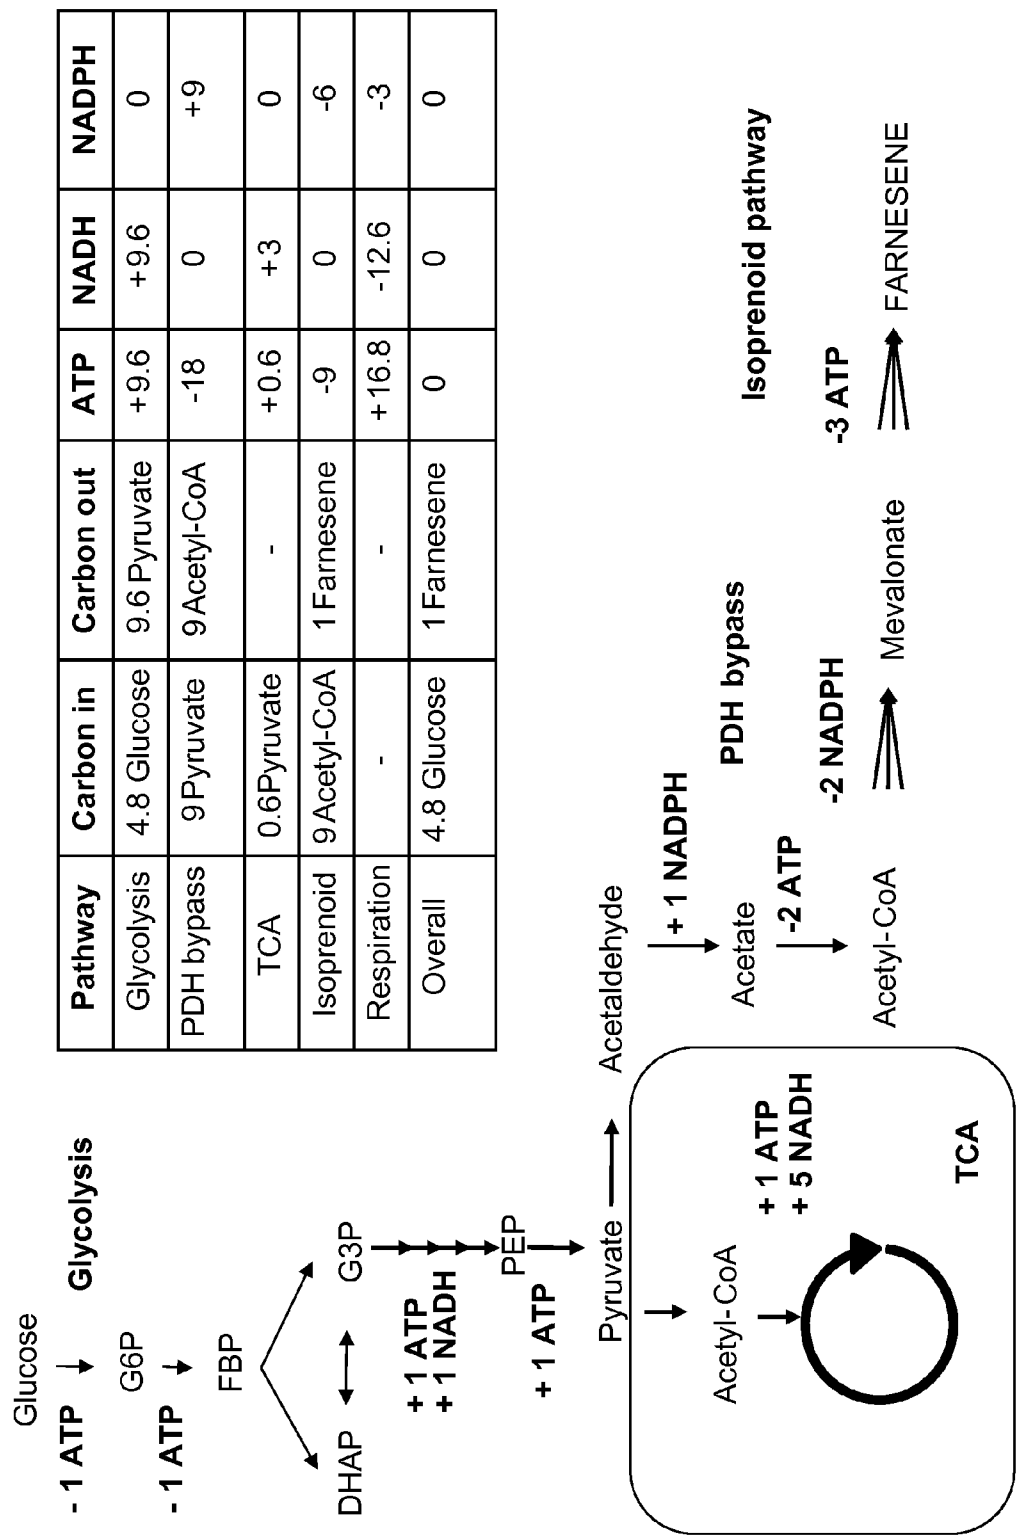 Glucose
Glycolysis
- 1 ATP
G6P
- 1 ATP
FBP
DHAP
G3P
+ 1 ATP
+ 1 NADH
PEP
+ 1 ATP
Pyruvate
Acetaldehyde
Acetyl-CoA
+ 1 ATP
+ 5 NADH
TCA
+ 1 NADPH
PDH bypass
Acetate
-2 ATP
Acetyl-CoA
-2 NADPH
Mevalonate
-3 ATP
Isoprenoid pathway
FARNESENE
Pathway Carbon in Carbon out ATP NADH NADPH
Glycolysis 4.8 Glucose 9.6 Pyruvate +9.6 +9.6 0
PDH bypass 9 Pyruvate 9 Acetyl-CoA -18 0 +9
TCA 0.6 Pyruvate - +0.6 +3 0
Isoprenoid 9 Acetyl-CoA 1 Farnesene -9 0 -6
Respiration - - +16.8 -12.6 -3
Overall 4.8 Glucose 1 Farnesene 0 0 0